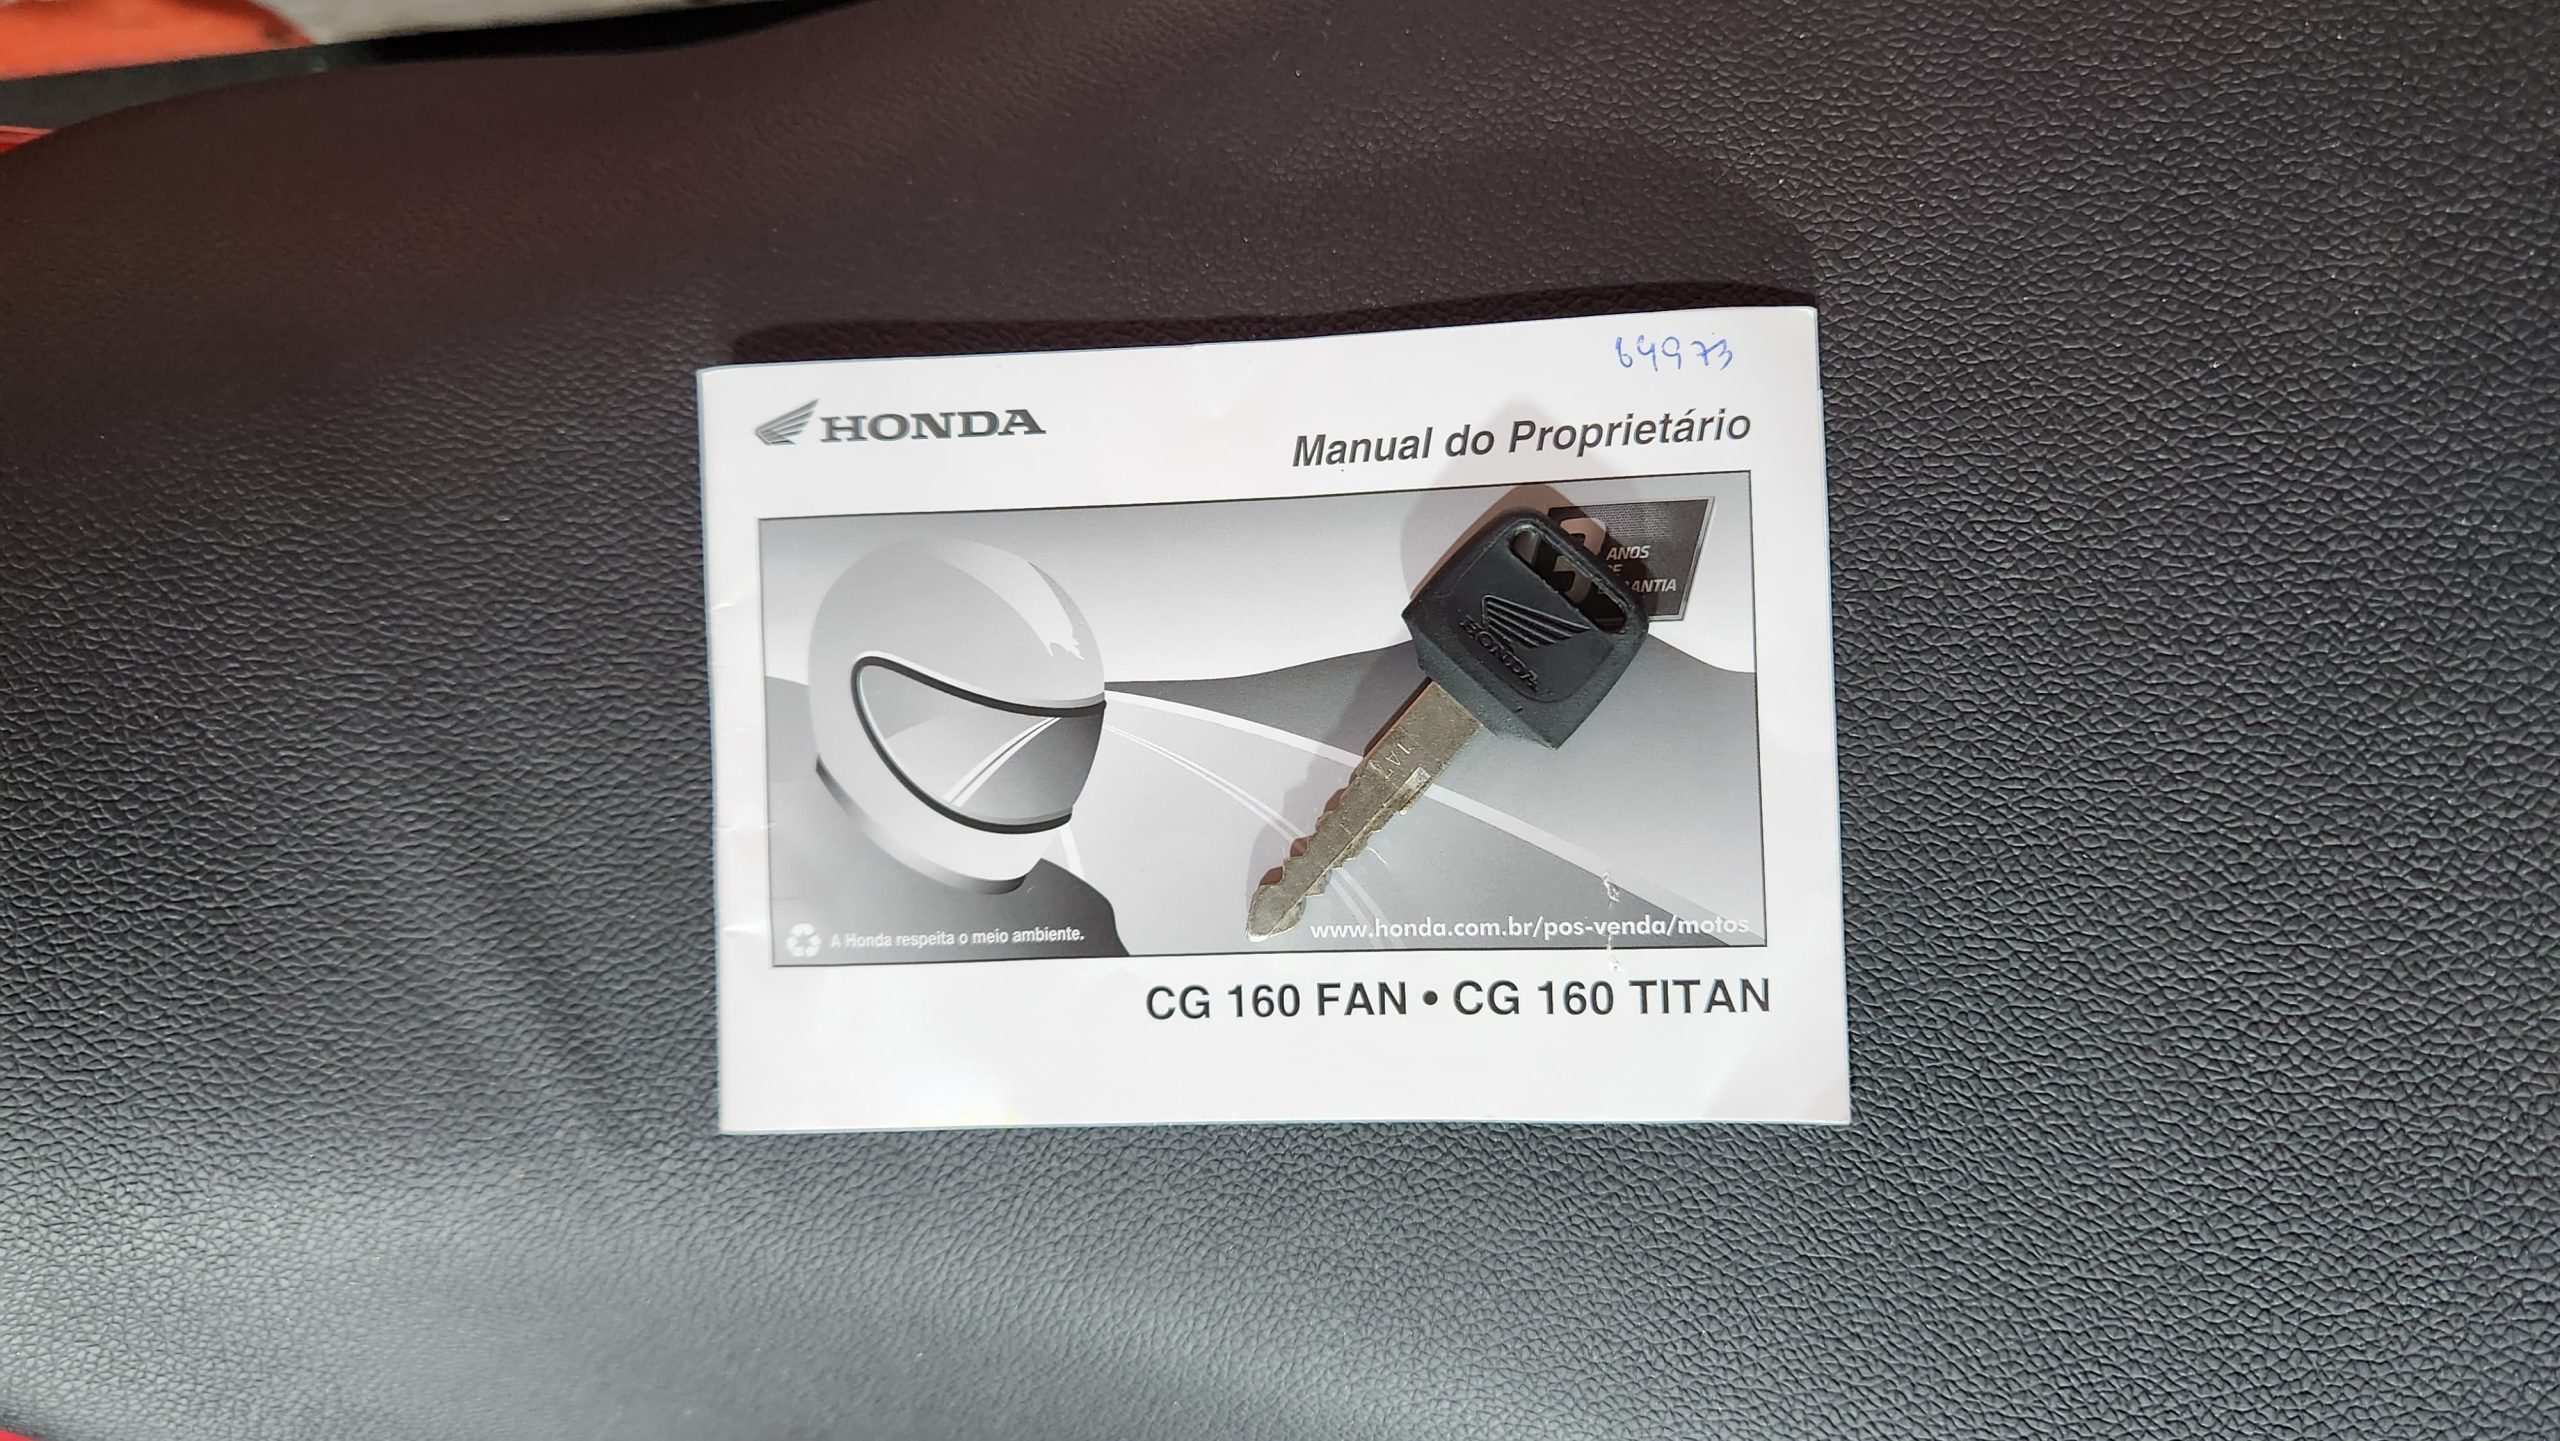 64973
HONDA
Manual do Proprietário
3
ANOS
HONDA
A Honda respeita o meio ambiente.
www.honda.com.br/pos-venda/motos
CG 160 FAN • CG 160 TITAN